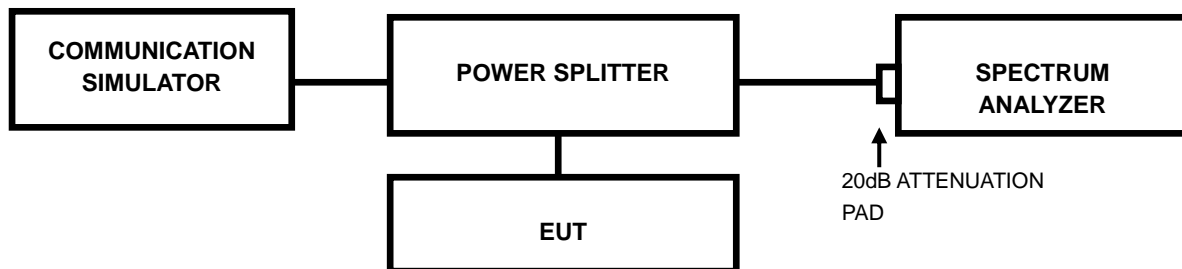 COMMUNICATION
SIMULATOR
POWER SPLITTER
SPECTRUM
ANALYZER
20dB ATTENUATION
PAD
EUT